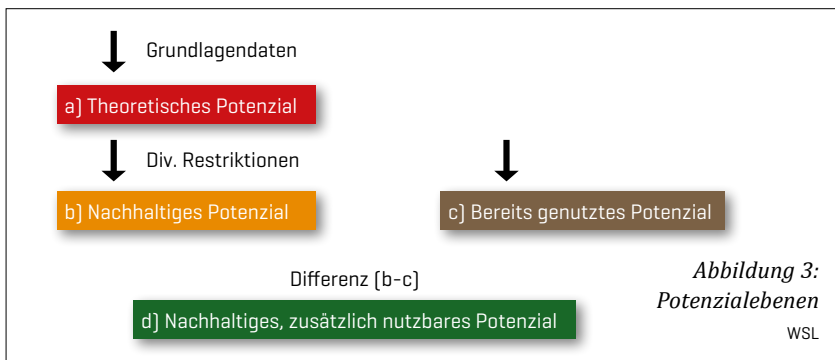 Grundlagendaten
a) Theoretisches Potenzial
Div. Restriktionen
b) Nachhaltiges Potenzial
c) Bereits genutztes Potenzial
Differenz (b-c)
d) Nachhaltiges, zusätzlich nutzbares Potenzial
Abbildung 3:
Potenzialebenen
WSL